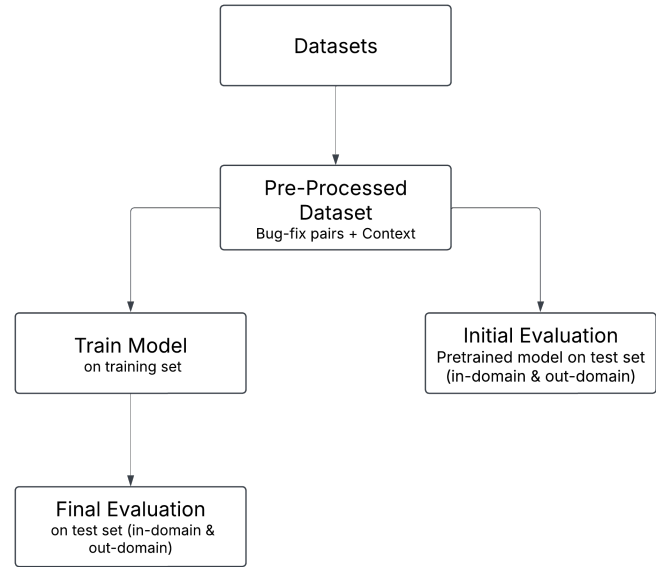 Datasets
Pre-Processed
Dataset
Bug-fix pairs + Context
Train Model
on training set
Initial Evaluation
Pretrained model on test set
(in-domain & out-domain)
Final Evaluation
on test set (in-domain &
out-domain)